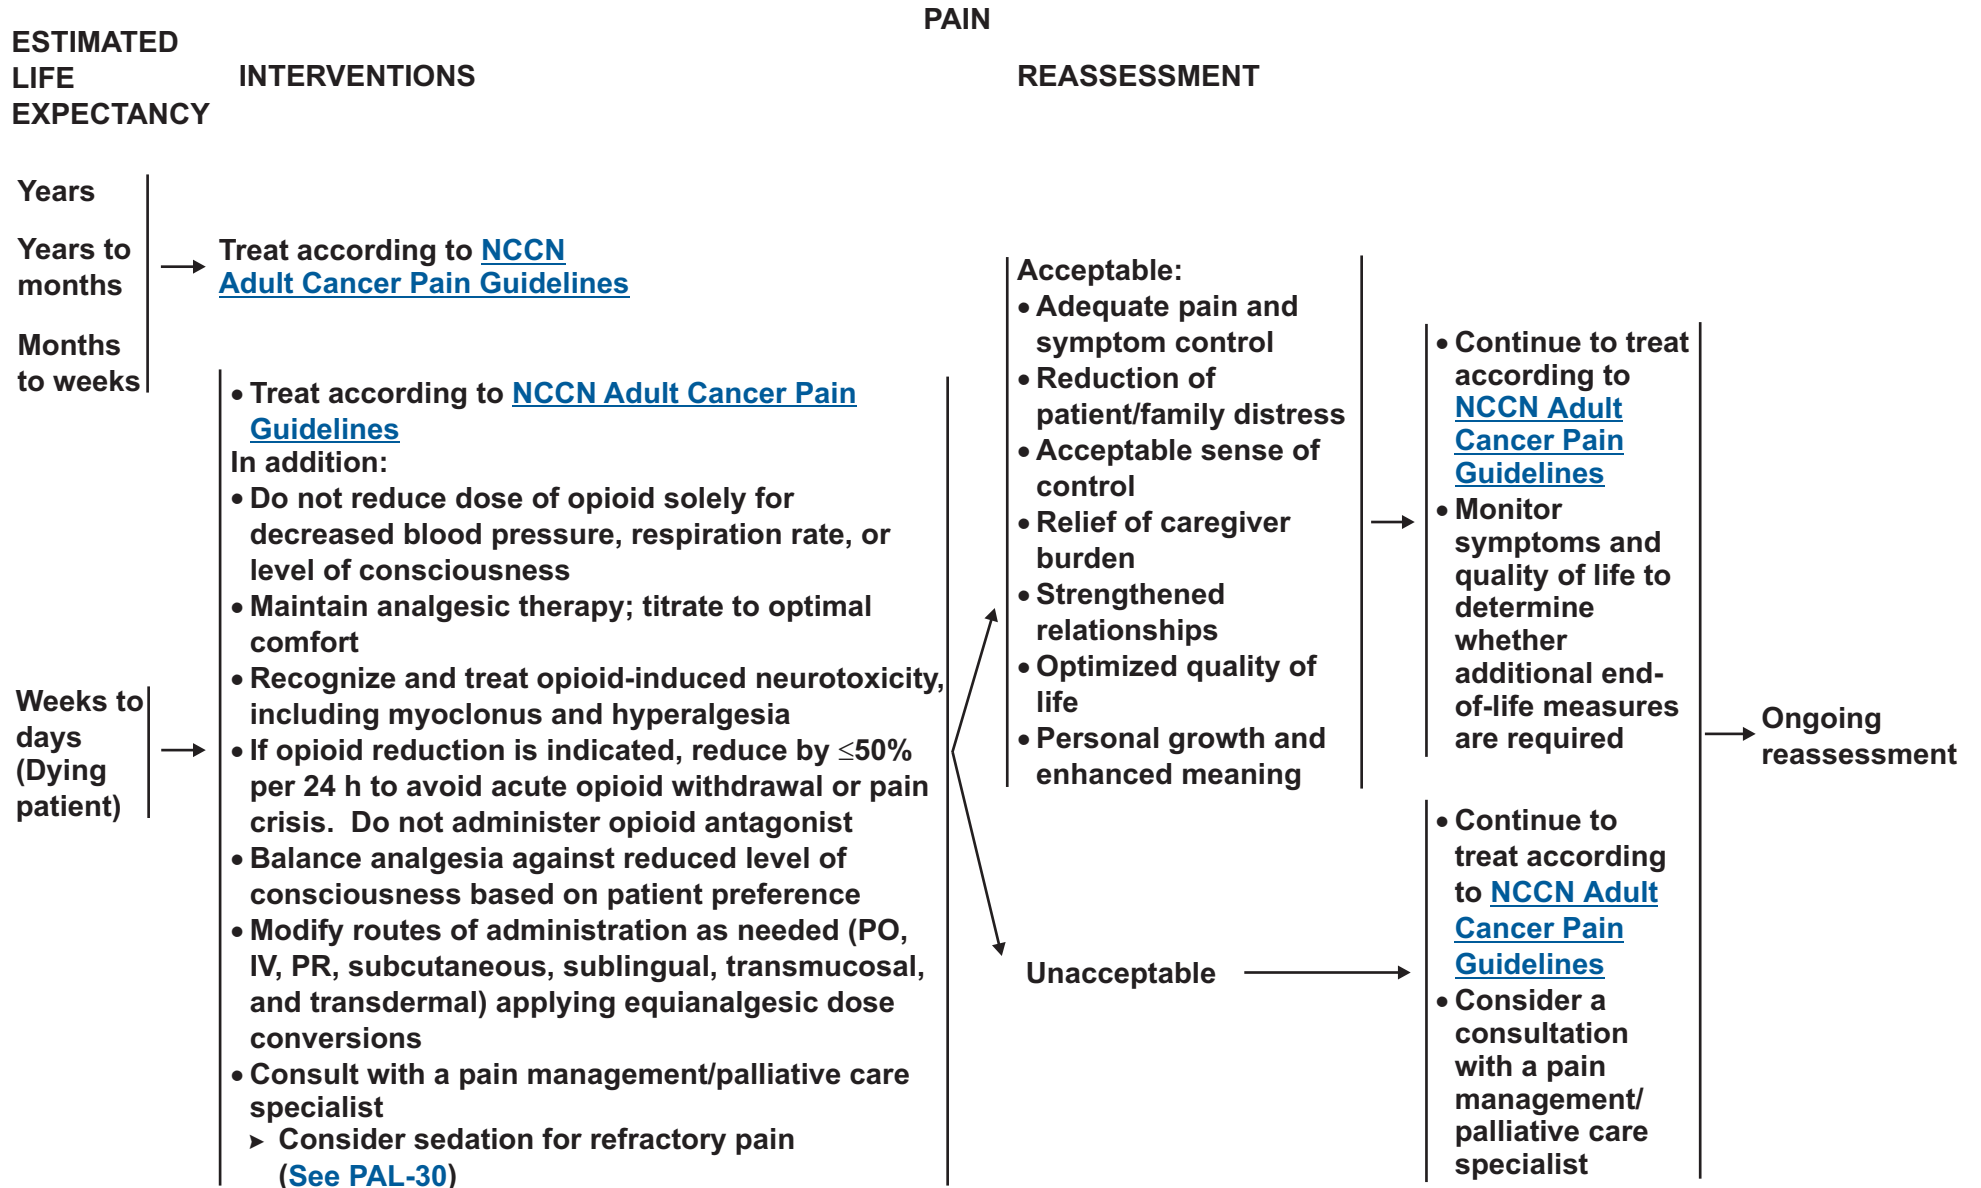 PAIN
ESTIMATED
LIFE
EXPECTANCY
INTERVENTIONS
REASSESSMENT
Years
Years to
months
Months
to weeks
Treat according to NCCN
Adult Cancer Pain Guidelines
Weeks to
days
(Dying
patient)
• Treat according to NCCN Adult Cancer Pain
Guidelines
In addition:
• Do not reduce dose of opioid solely for
decreased blood pressure, respiration rate, or
level of consciousness
• Maintain analgesic therapy; titrate to optimal
comfort
• Recognize and treat opioid-induced neurotoxicity,
including myoclonus and hyperalgesia
• If opioid reduction is indicated, reduce by ≤50%
per 24 h to avoid acute opioid withdrawal or pain
crisis. Do not administer opioid antagonist
• Balance analgesia against reduced level of
consciousness based on patient preference
• Modify routes of administration as needed (PO,
IV, PR, subcutaneous, sublingual, transmucosal,
and transdermal) applying equianalgesic dose
conversions
• Consult with a pain management/palliative care
specialist
➤ Consider sedation for refractory pain
(See PAL-30)
Acceptable:
• Adequate pain and
symptom control
• Reduction of
patient/family distress
• Acceptable sense of
control
• Relief of caregiver
burden
• Strengthened
relationships
• Optimized quality of
life
• Personal growth and
enhanced meaning
Unacceptable
• Continue to treat
according to
NCCN Adult
Cancer Pain
Guidelines
• Monitor
symptoms and
quality of life to
determine
whether
additional end-
of-life measures
are required
• Continue to
treat according
to NCCN Adult
Cancer Pain
Guidelines
• Consider a
consultation
with a pain
management/
palliative care
specialist
Ongoing
reassessment